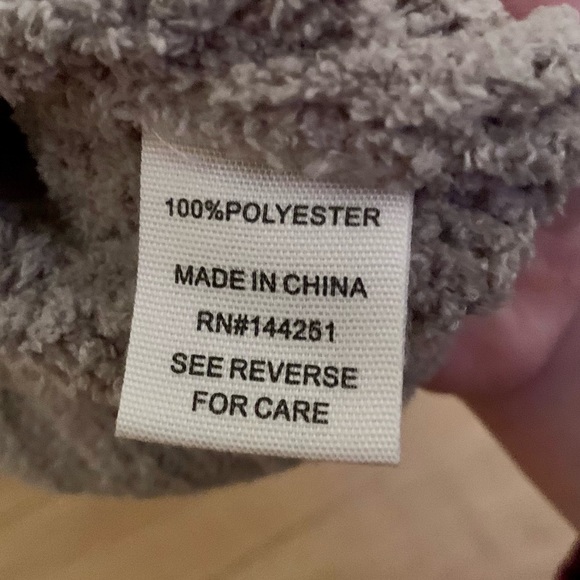 100%POLYESTER
MADE IN CHINA
RN#144251
SEE REVERSE
FOR CARE